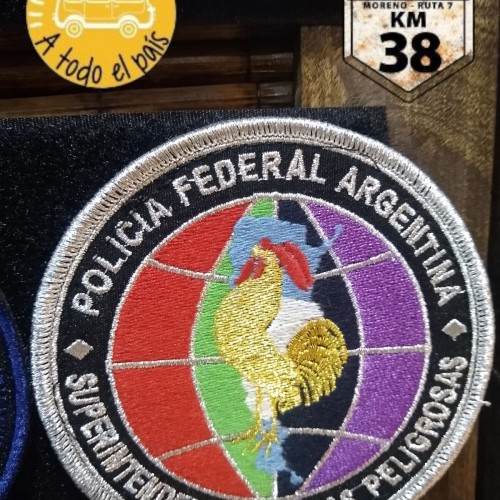 A todo el país
MORENO - RUTA 7
KM
38
POLICIA FEDERAL ARGENTINA
PELIGROSAS